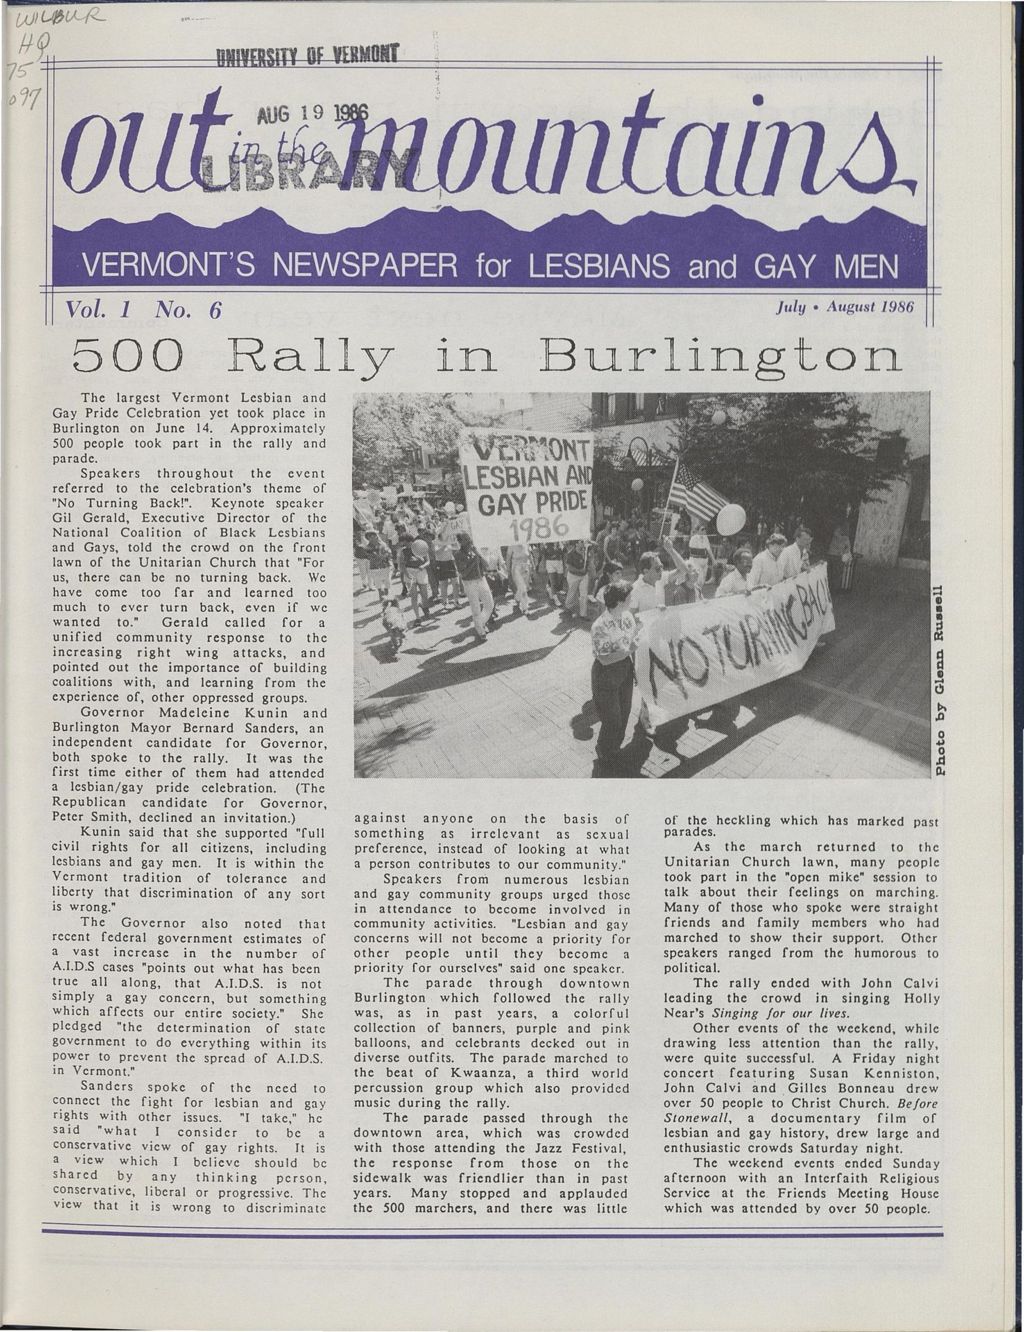 WILBUR
HQ
75
097
UNIVERSITY OF VERMONT
AUG 19 1986
LIBRARY
out in the mountains
VERMONT'S NEWSPAPER for LESBIANS and GAY MEN
Vol. 1 No. 6
July • August 1986
500 Rally in Burlington
The largest Vermont Lesbian and
Gay Pride Celebration yet took place in
Burlington on June 14. Approximately
500 people took part in the rally and
parade.
Speakers throughout the event
referred to the celebration's theme of
"No Turning Back!". Keynote speaker
Gil Gerald, Executive Director of the
National Coalition of Black Lesbians
and Gays, told the crowd on the front
lawn of the Unitarian Church that "For
us, there can be no turning back. We
have come too far and learned too
much to ever turn back, even if we
wanted to." Gerald called for a
unified community response to the
increasing right wing attacks, and
pointed out the importance of building
coalitions with, and learning from the
experience of, other oppressed groups.
Governor Madeleine Kunin and
Burlington Mayor Bernard Sanders, an
independent candidate for Governor,
both spoke to the rally. It was the
first time either of them had attended
a lesbian/gay pride celebration. (The
Republican candidate for Governor,
Peter Smith, declined an invitation.)
Kunin said that she supported "full
civil rights for all citizens, including
lesbians and gay men. It is within the
Vermont tradition of tolerance and
liberty that discrimination of any sort
is wrong."
The Governor also noted that
recent federal government estimates of
a vast increase in the number of
A.I.D.S cases "points out what has been
true all along, that A.I.D.S. is not
simply a gay concern, but something
which affects our entire society." She
pledged "the determination of state
government to do everything within its
power to prevent the spread of A.I.D.S.
in Vermont."
Sanders spoke of the need to
connect the fight for lesbian and gay
rights with other issues. "I take," he
said "what I consider to be a
conservative view of gay rights. It is
a view which I believe should be
shared by any thinking person,
conservative, liberal or progressive. The
view that it is wrong to discriminate
VERMONT
LESBIAN AND
GAY PRIDE
1986
NO TURNING BACK
Photo by Glenn Russell
against anyone on the basis of
something as irrelevant as sexual
preference, instead of looking at what
a person contributes to our community."
Speakers from numerous lesbian
and gay community groups urged those
in attendance to become involved in
community activities. "Lesbian and gay
concerns will not become a priority for
other people until they become a
priority for ourselves" said one speaker.
The parade through downtown
Burlington which followed the rally
was, as in past years, a colorful
collection of banners, purple and pink
balloons, and celebrants decked out in
diverse outfits. The parade marched to
the beat of Kwaanza, a third world
percussion group which also provided
music during the rally.
The parade passed through the
downtown area, which was crowded
with those attending the Jazz Festival,
the response from those on the
sidewalk was friendlier than in past
years. Many stopped and applauded
the 500 marchers, and there was little
of the heckling which has marked past
parades.
As the march returned to the
Unitarian Church lawn, many people
took part in the "open mike" session to
talk about their feelings on marching.
Many of those who spoke were straight
friends and family members who had
marched to show their support. Other
speakers ranged from the humorous to
political.
The rally ended with John Calvi
leading the crowd in singing Holly
Near's Singing for our lives.
Other events of the weekend, while
drawing less attention than the rally,
were quite successful. A Friday night
concert featuring Susan Kenniston,
John Calvi and Gilles Bonneau drew
over 50 people to Christ Church. Before
Stonewall, a documentary film of
lesbian and gay history, drew large and
enthusiastic crowds Saturday night.
The weekend events ended Sunday
afternoon with an Interfaith Religious
Service at the Friends Meeting House
which was attended by over 50 people.